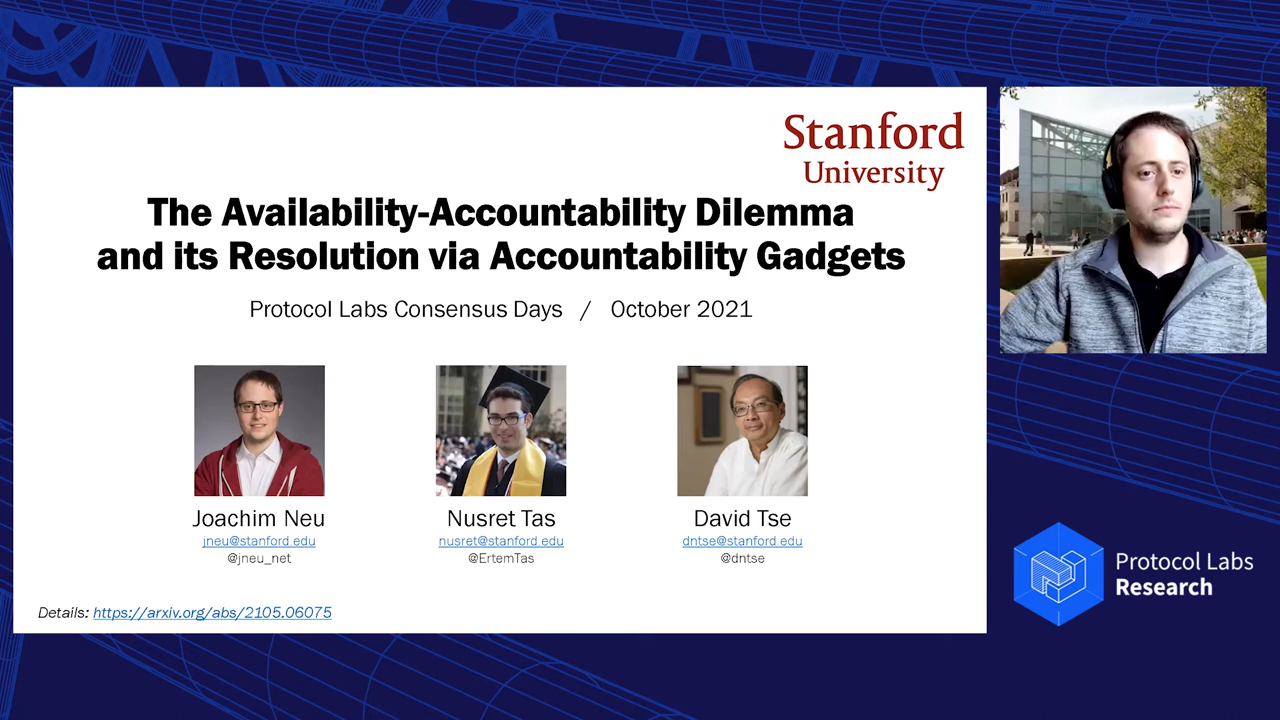 Stanford
University
The Availability-Accountability Dilemma
and its Resolution via Accountability Gadgets
Protocol Labs Consensus Days / October 2021
Joachim Neu
jneu@stanford.edu
@jneu_net
Nusret Tas
nusret@stanford.edu
@ErtemTas
David Tse
dntse@stanford.edu
@dntse
Details: https://arxiv.org/abs/2105.06075
Protocol Labs
Research